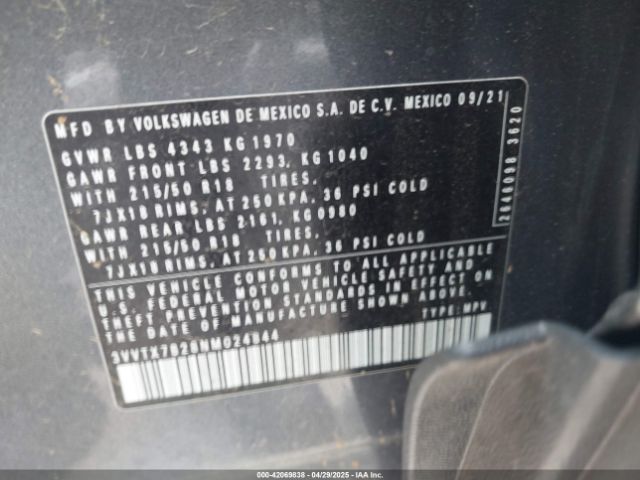 MFD BY VOLKSWAGEN DE MEXICO S.A. DE C.V. MEXICO 09/21
GVWR LBS 4343 KG 1970
GAWR FRONT LBS 2293, KG 1040
WITH 215/50 R18 TIRES,
7JX18 RIMS, AT 250 KPA, 36 PSI COLD
GAWR REAR LBS 2161, KG 0980
WITH 215/50 R18 TIRES,
7JX18 RIMS, AT 250 KPA, 36 PSI COLD
THIS VEHICLE CONFORMS TO ALL APPLICABLE
U.S. FEDERAL MOTOR VEHICLE SAFETY AND
THEFT PREVENTION STANDARDS IN EFFECT ON
DATE OF MANUFACTURE SHOWN ABOVE.
TYPE: MPV
3620
000-42069838 | 04/29/2025 | IAA Inc.